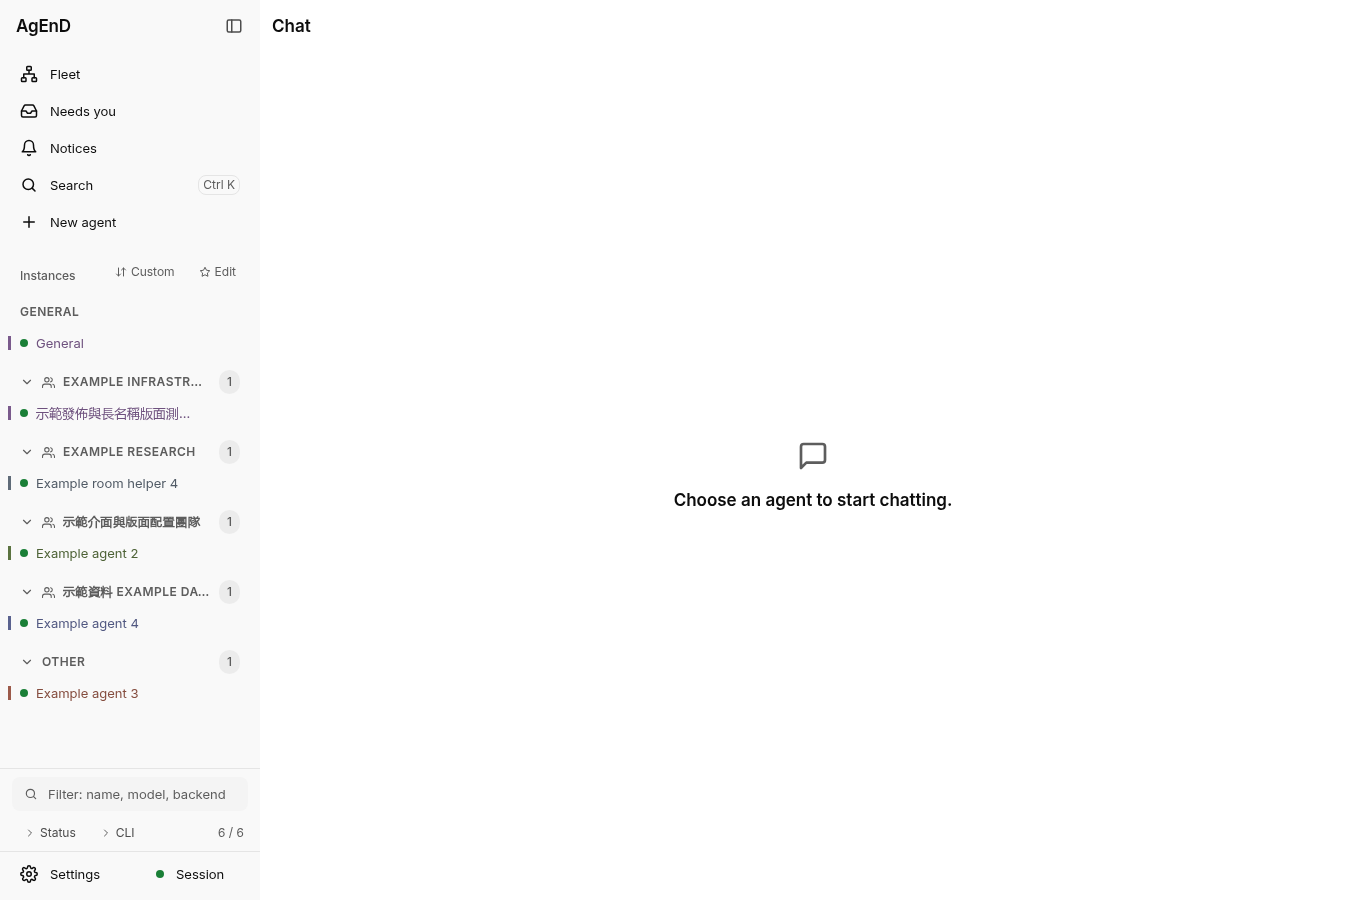 AgEnD
Chat
Fleet
Needs you
Notices
Search Ctrl K
New agent
Instances Custom Edit
GENERAL
General
EXAMPLE INFRASTR... 1
示範發佈與長名稱版面測...
EXAMPLE RESEARCH 1
Example room helper 4
示範介面與版面配置團隊 1
Example agent 2
示範資料 EXAMPLE DA... 1
Example agent 4
OTHER 1
Example agent 3
Choose an agent to start chatting.
Filter: name, model, backend
Status CLI 6 / 6
Settings Session